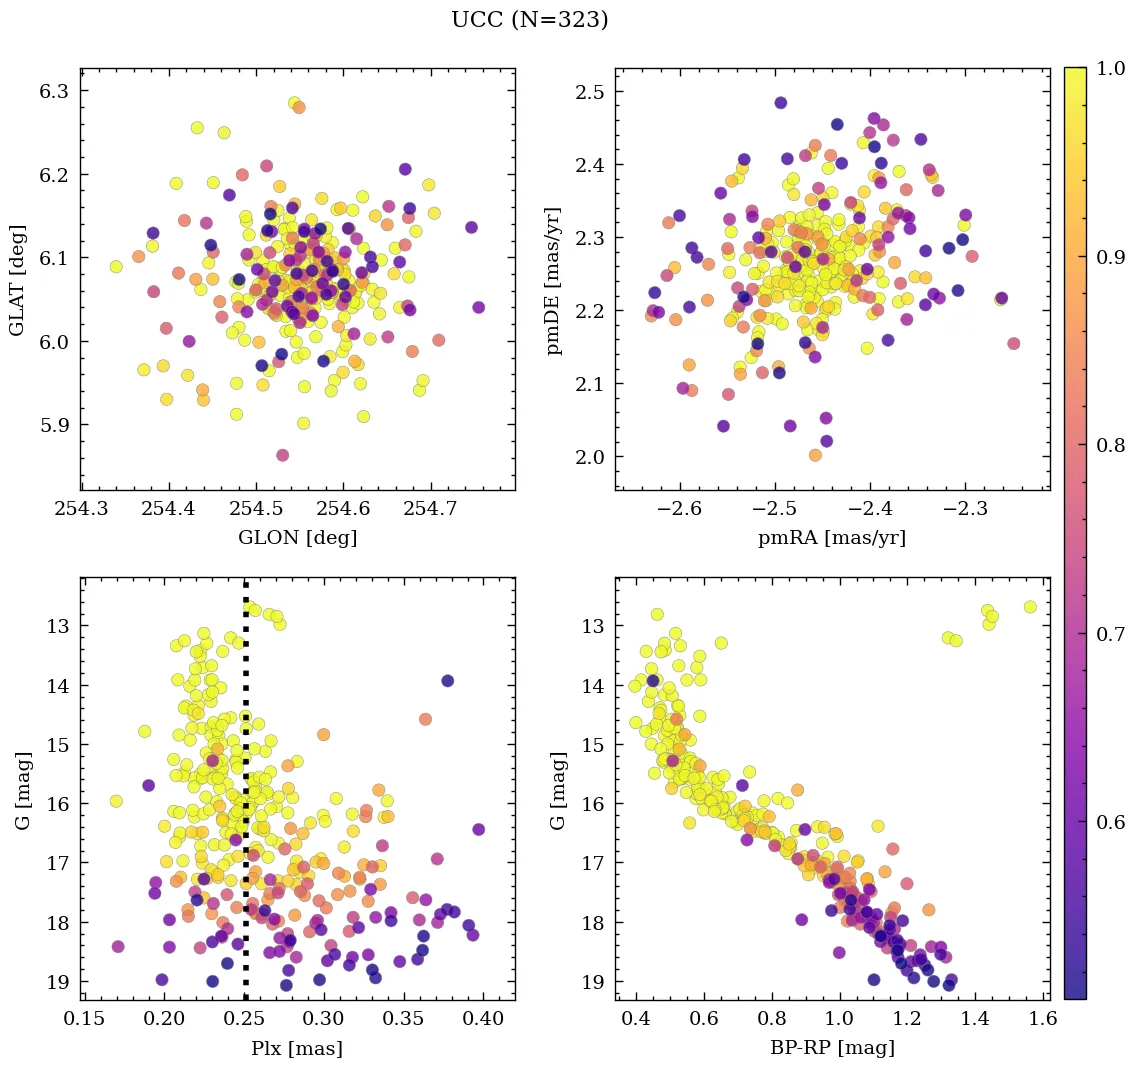 UCC (N=323)
6.3
6.2
6.1
6.0
5.9
GLAT [deg]
254.3 254.4 254.5 254.6 254.7
GLON [deg]
2.5
2.4
2.3
2.2
2.1
2.0
pmDE [mas/yr]
−2.6 −2.5 −2.4 −2.3
pmRA [mas/yr]
1.0
0.9
0.8
0.7
0.6
13
14
15
16
17
18
19
G [mag]
0.15 0.20 0.25 0.30 0.35 0.40
Plx [mas]
13
14
15
16
17
18
19
G [mag]
0.4 0.6 0.8 1.0 1.2 1.4 1.6
BP-RP [mag]